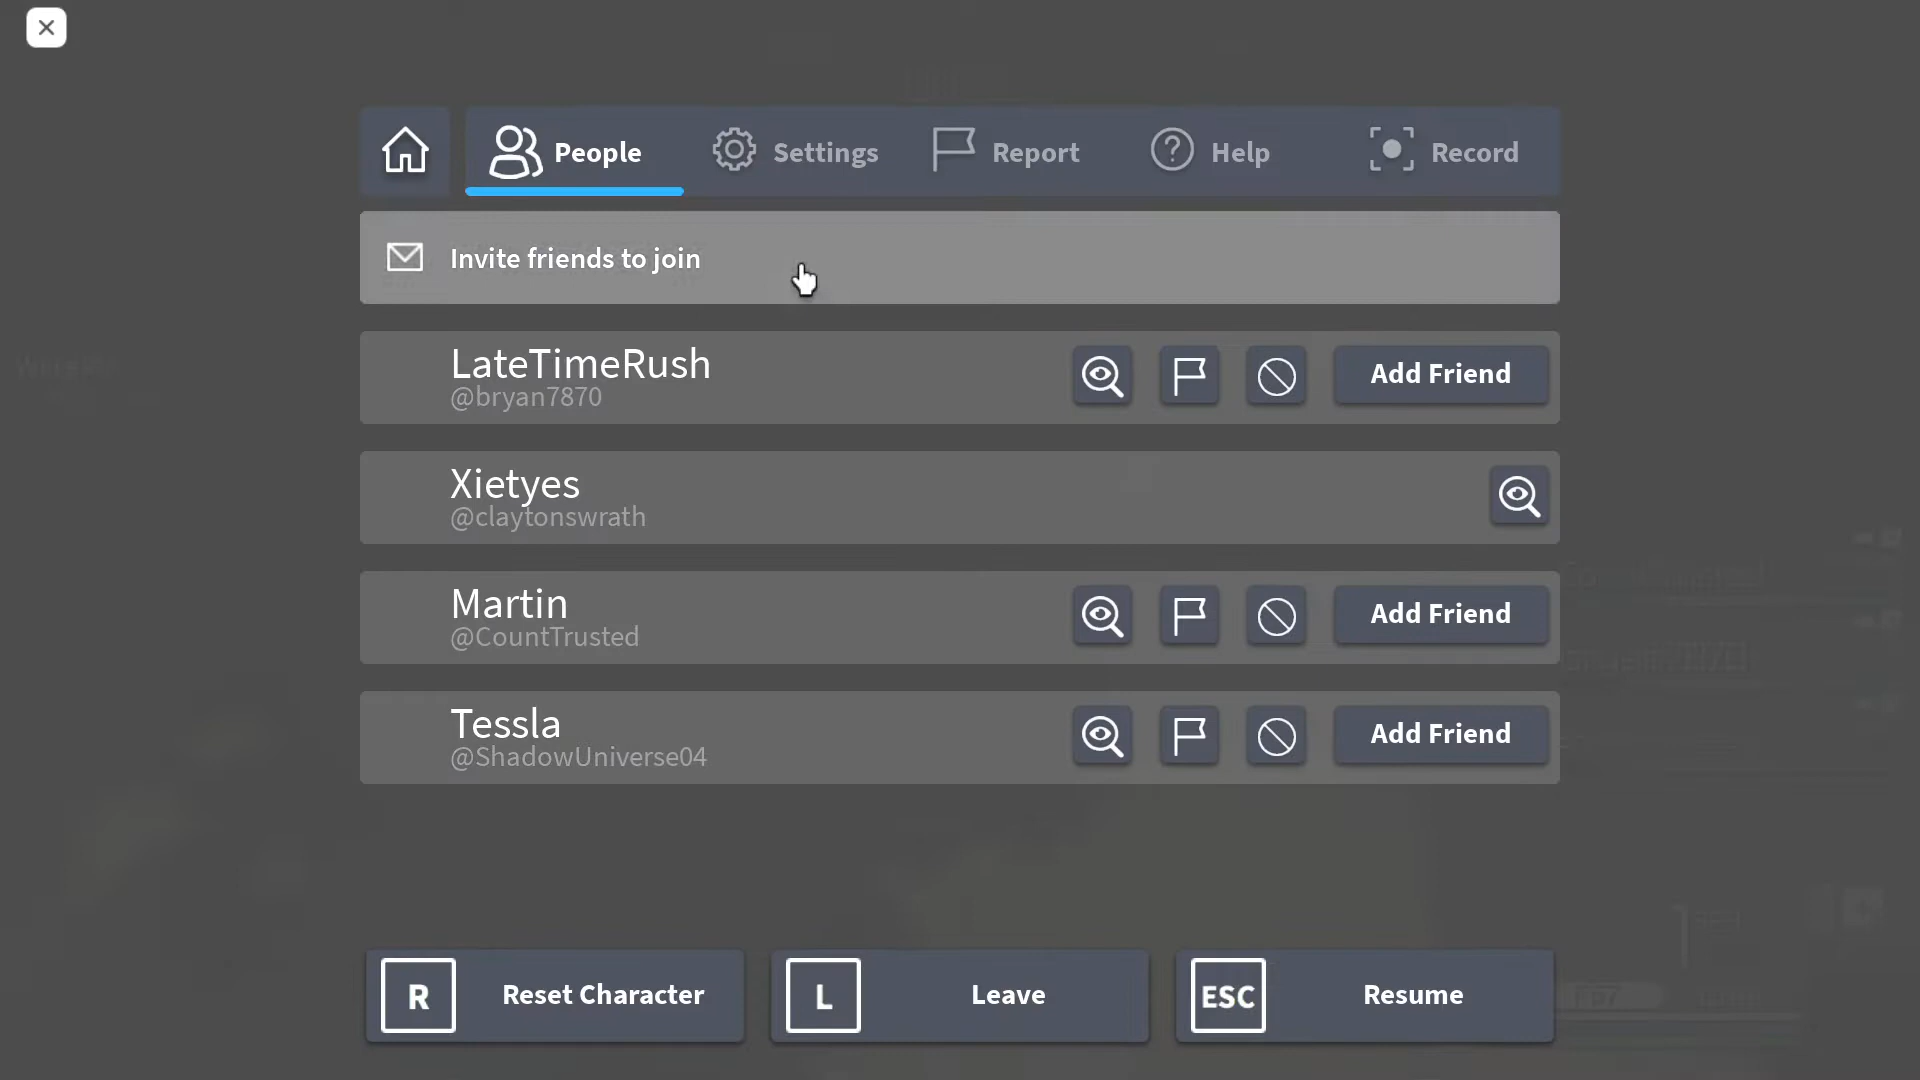 People
Settings
Report
Help
Record
Invite friends to join
LateTimeRush
@bryan7870
Add Friend
Xietyes
@claytonswrath
Martin
@CountTrusted
Add Friend
Tessla
@ShadowUniverse04
Add Friend
R Reset Character
L Leave
ESC Resume